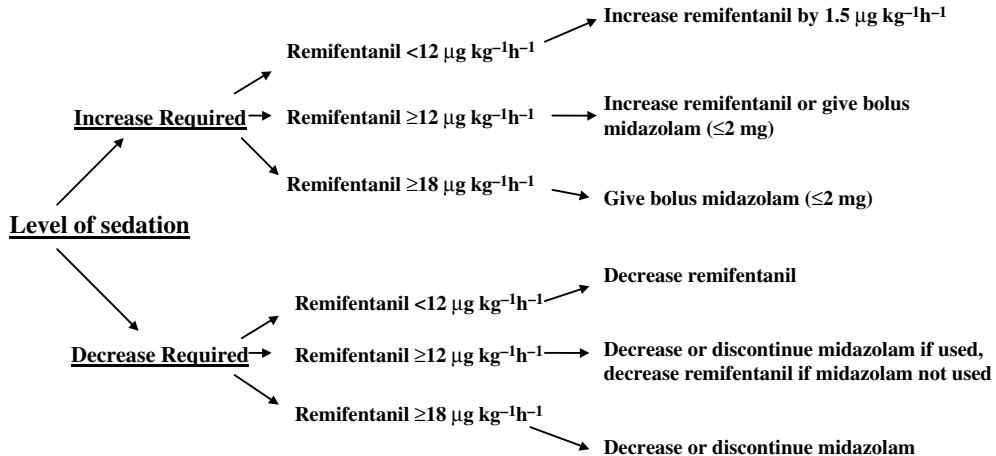 Increase remifentanil by 1.5 μg kg⁻¹h⁻¹
Remifentanil <12 μg kg⁻¹h⁻¹
Increase Required
Remifentanil ≥12 μg kg⁻¹h⁻¹
Increase remifentanil or give bolus
midazolam (≤2 mg)
Remifentanil ≥18 μg kg⁻¹h⁻¹
Give bolus midazolam (≤2 mg)
Level of sedation
Decrease remifentanil
Remifentanil <12 μg kg⁻¹h⁻¹
Decrease Required
Remifentanil ≥12 μg kg⁻¹h⁻¹
Decrease or discontinue midazolam if used,
decrease remifentanil if midazolam not used
Remifentanil ≥18 μg kg⁻¹h⁻¹
Decrease or discontinue midazolam